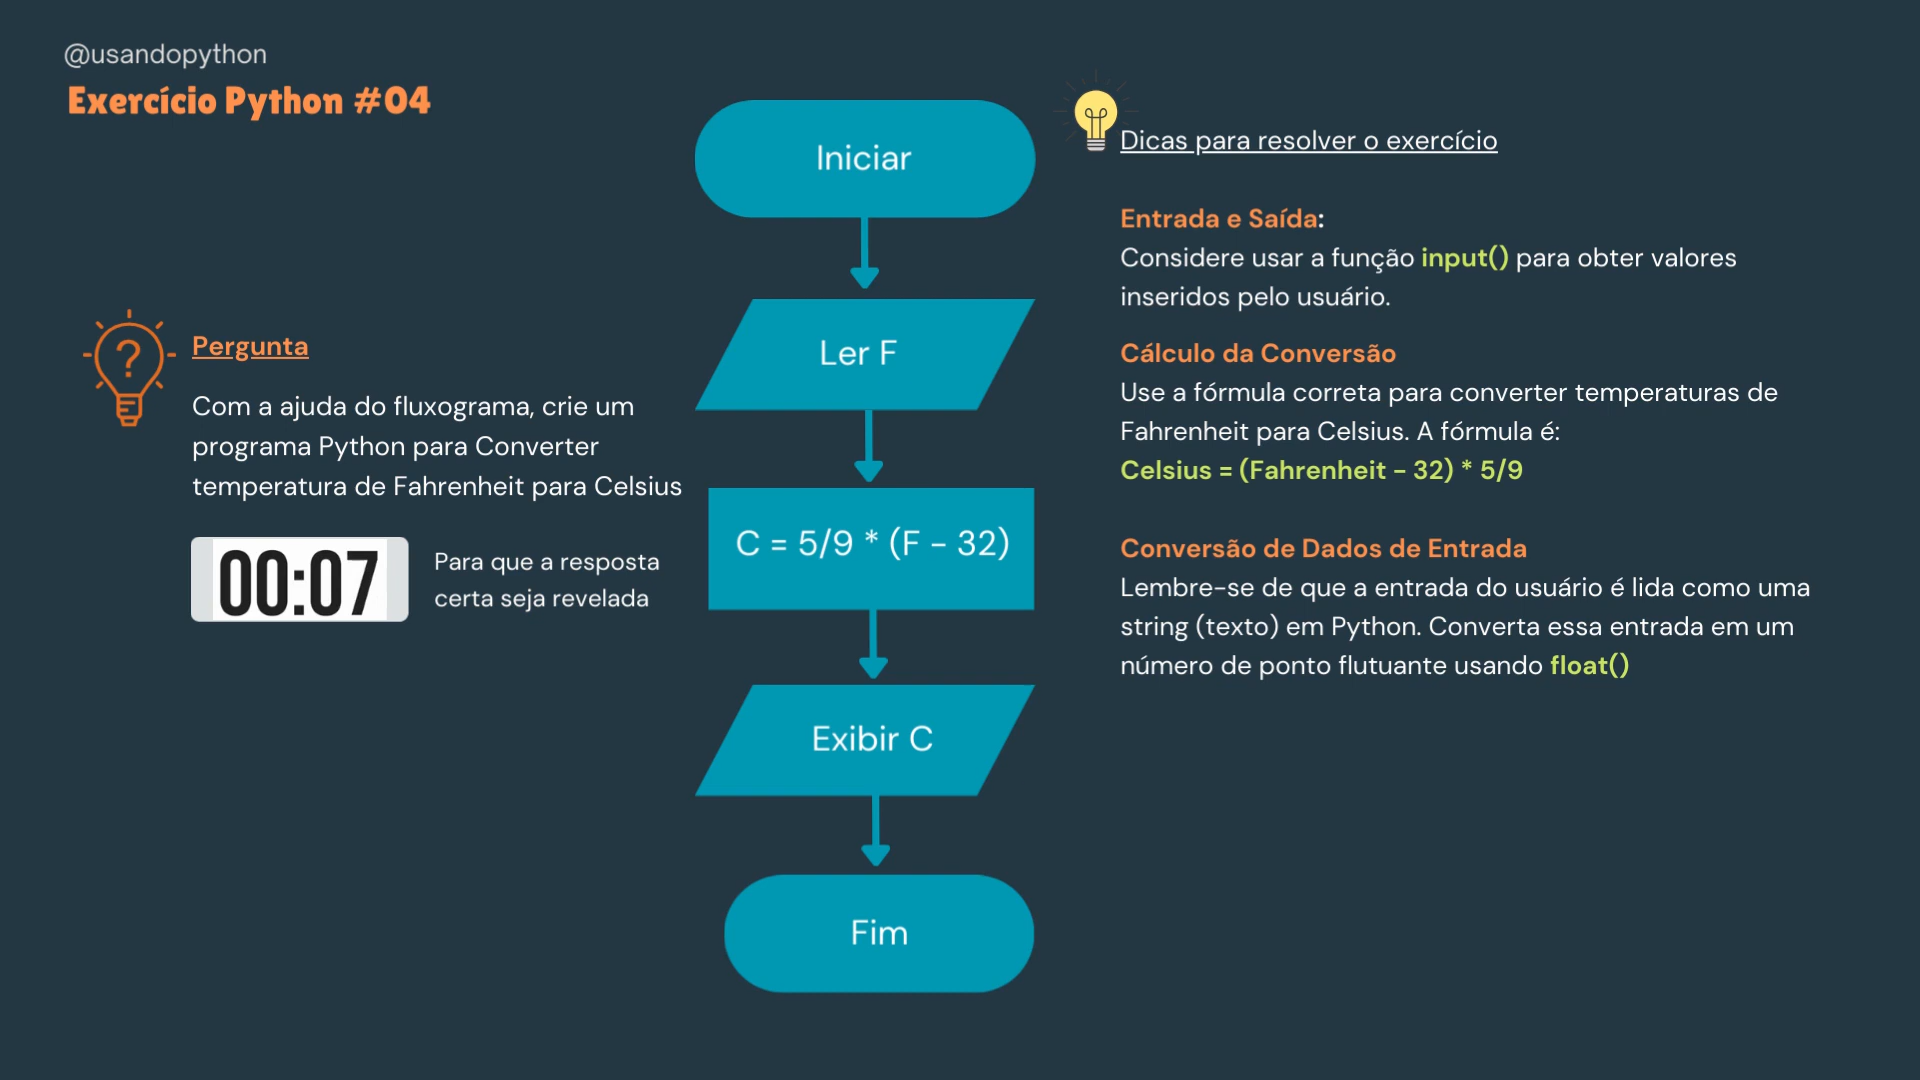 @usandopython
Exercício Python #04
Pergunta
Com a ajuda do fluxograma, crie um
programa Python para Converter
temperatura de Fahrenheit para Celsius
00:07
Para que a resposta
certa seja revelada
Iniciar
Ler F
C = 5/9 * (F - 32)
Exibir C
Fim
Dicas para resolver o exercício
Entrada e Saída:
Considere usar a função input() para obter valores
inseridos pelo usuário.
Cálculo da Conversão
Use a fórmula correta para converter temperaturas de
Fahrenheit para Celsius. A fórmula é:
Celsius = (Fahrenheit - 32) * 5/9
Conversão de Dados de Entrada
Lembre-se de que a entrada do usuário é lida como uma
string (texto) em Python. Converta essa entrada em um
número de ponto flutuante usando float()